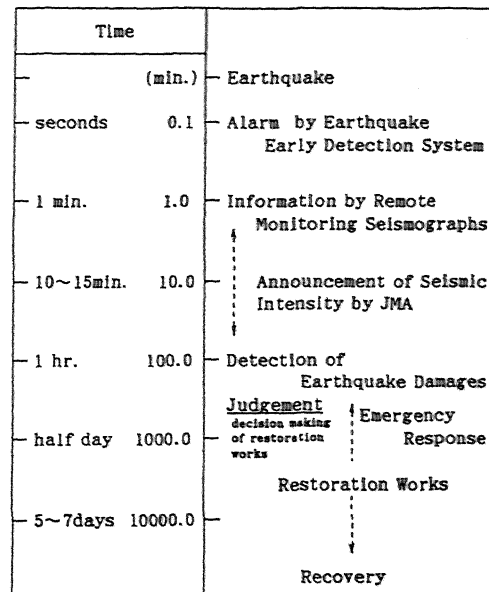 Time
(min.) Earthquake
seconds 0.1 Alarm by Earthquake
Early Detection System
1 min. 1.0 Information by Remote
Monitoring Seismographs
10~15min. 10.0 Announcement of Seismic
Intensity by JMA
1 hr. 100.0 Detection of
Earthquake Damages
Judgement Emergency
decision making
half day 1000.0 of restoration Response
works
Restoration Works
5~7days 10000.0
Recovery